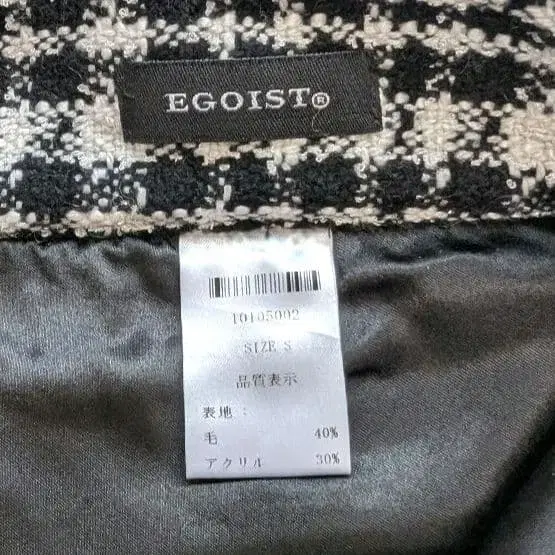 EGOIST®
10105002
SIZE S
品質表示
表地:
毛 40%
アクリル 30%